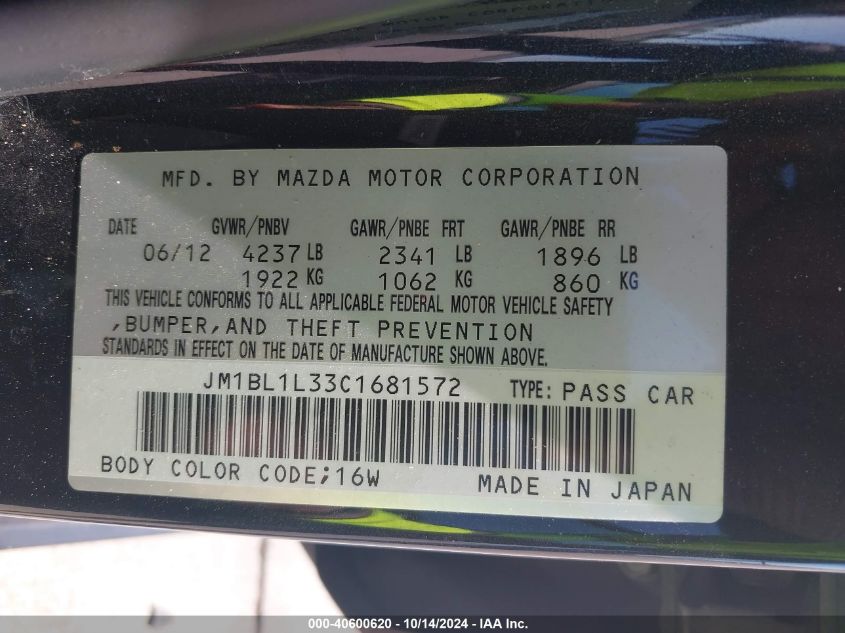 MFD. BY MAZDA MOTOR CORPORATION
DATE GVWR/PNBV GAWR/PNBE FRT GAWR/PNBE RR
06/12 4237 LB 2341 LB 1896 LB
1922 KG 1062 KG 860 KG
THIS VEHICLE CONFORMS TO ALL APPLICABLE FEDERAL MOTOR VEHICLE SAFETY
,BUMPER,AND THEFT PREVENTION
STANDARDS IN EFFECT ON THE DATE OF MANUFACTURE SHOWN ABOVE.
JM1BL1L33C1681572 TYPE: PASS CAR
BODY COLOR CODE;16W MADE IN JAPAN
000-40600620 - 10/14/2024 - IAA Inc.